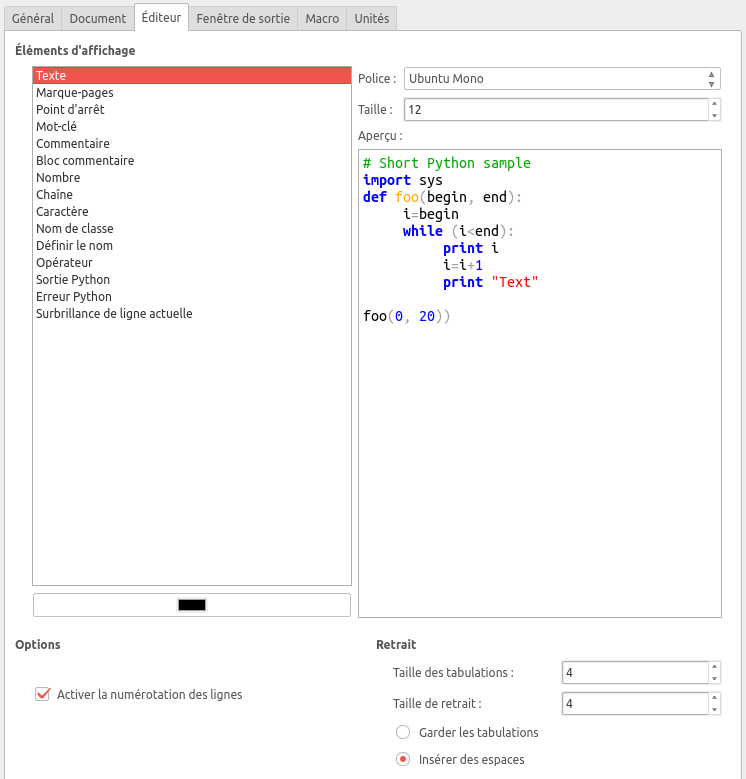 Général Document Éditeur Fenêtre de sortie Macro Unités
Éléments d'affichage
Texte
Marque-pages
Point d'arrêt
Mot-clé
Commentaire
Bloc commentaire
Nombre
Chaîne
Caractère
Nom de classe
Définir le nom
Opérateur
Sortie Python
Erreur Python
Surbrillance de ligne actuelle
Police : Ubuntu Mono
Taille : 12
Aperçu :
# Short Python sample
import sys
def foo(begin, end):
     i=begin
     while (i<end):
          print i
          i=i+1
          print "Text"
foo(0, 20))
Options
Activer la numérotation des lignes
Retrait
Taille des tabulations : 4
Taille de retrait : 4
Garder les tabulations
Insérer des espaces